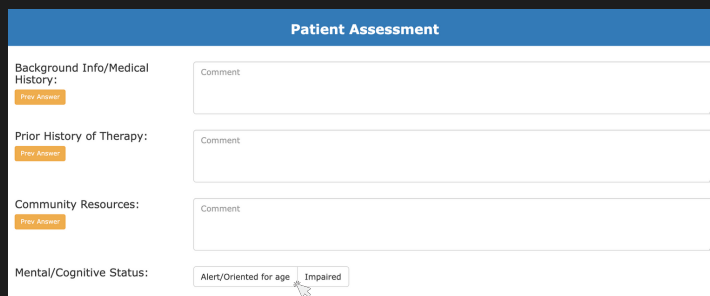 Patient Assessment
Background Info/Medical
History:
Prev Answer
Comment
Prior History of Therapy:
Prev Answer
Comment
Community Resources:
Prev Answer
Comment
Mental/Cognitive Status:
Alert/Oriented for age
Impaired